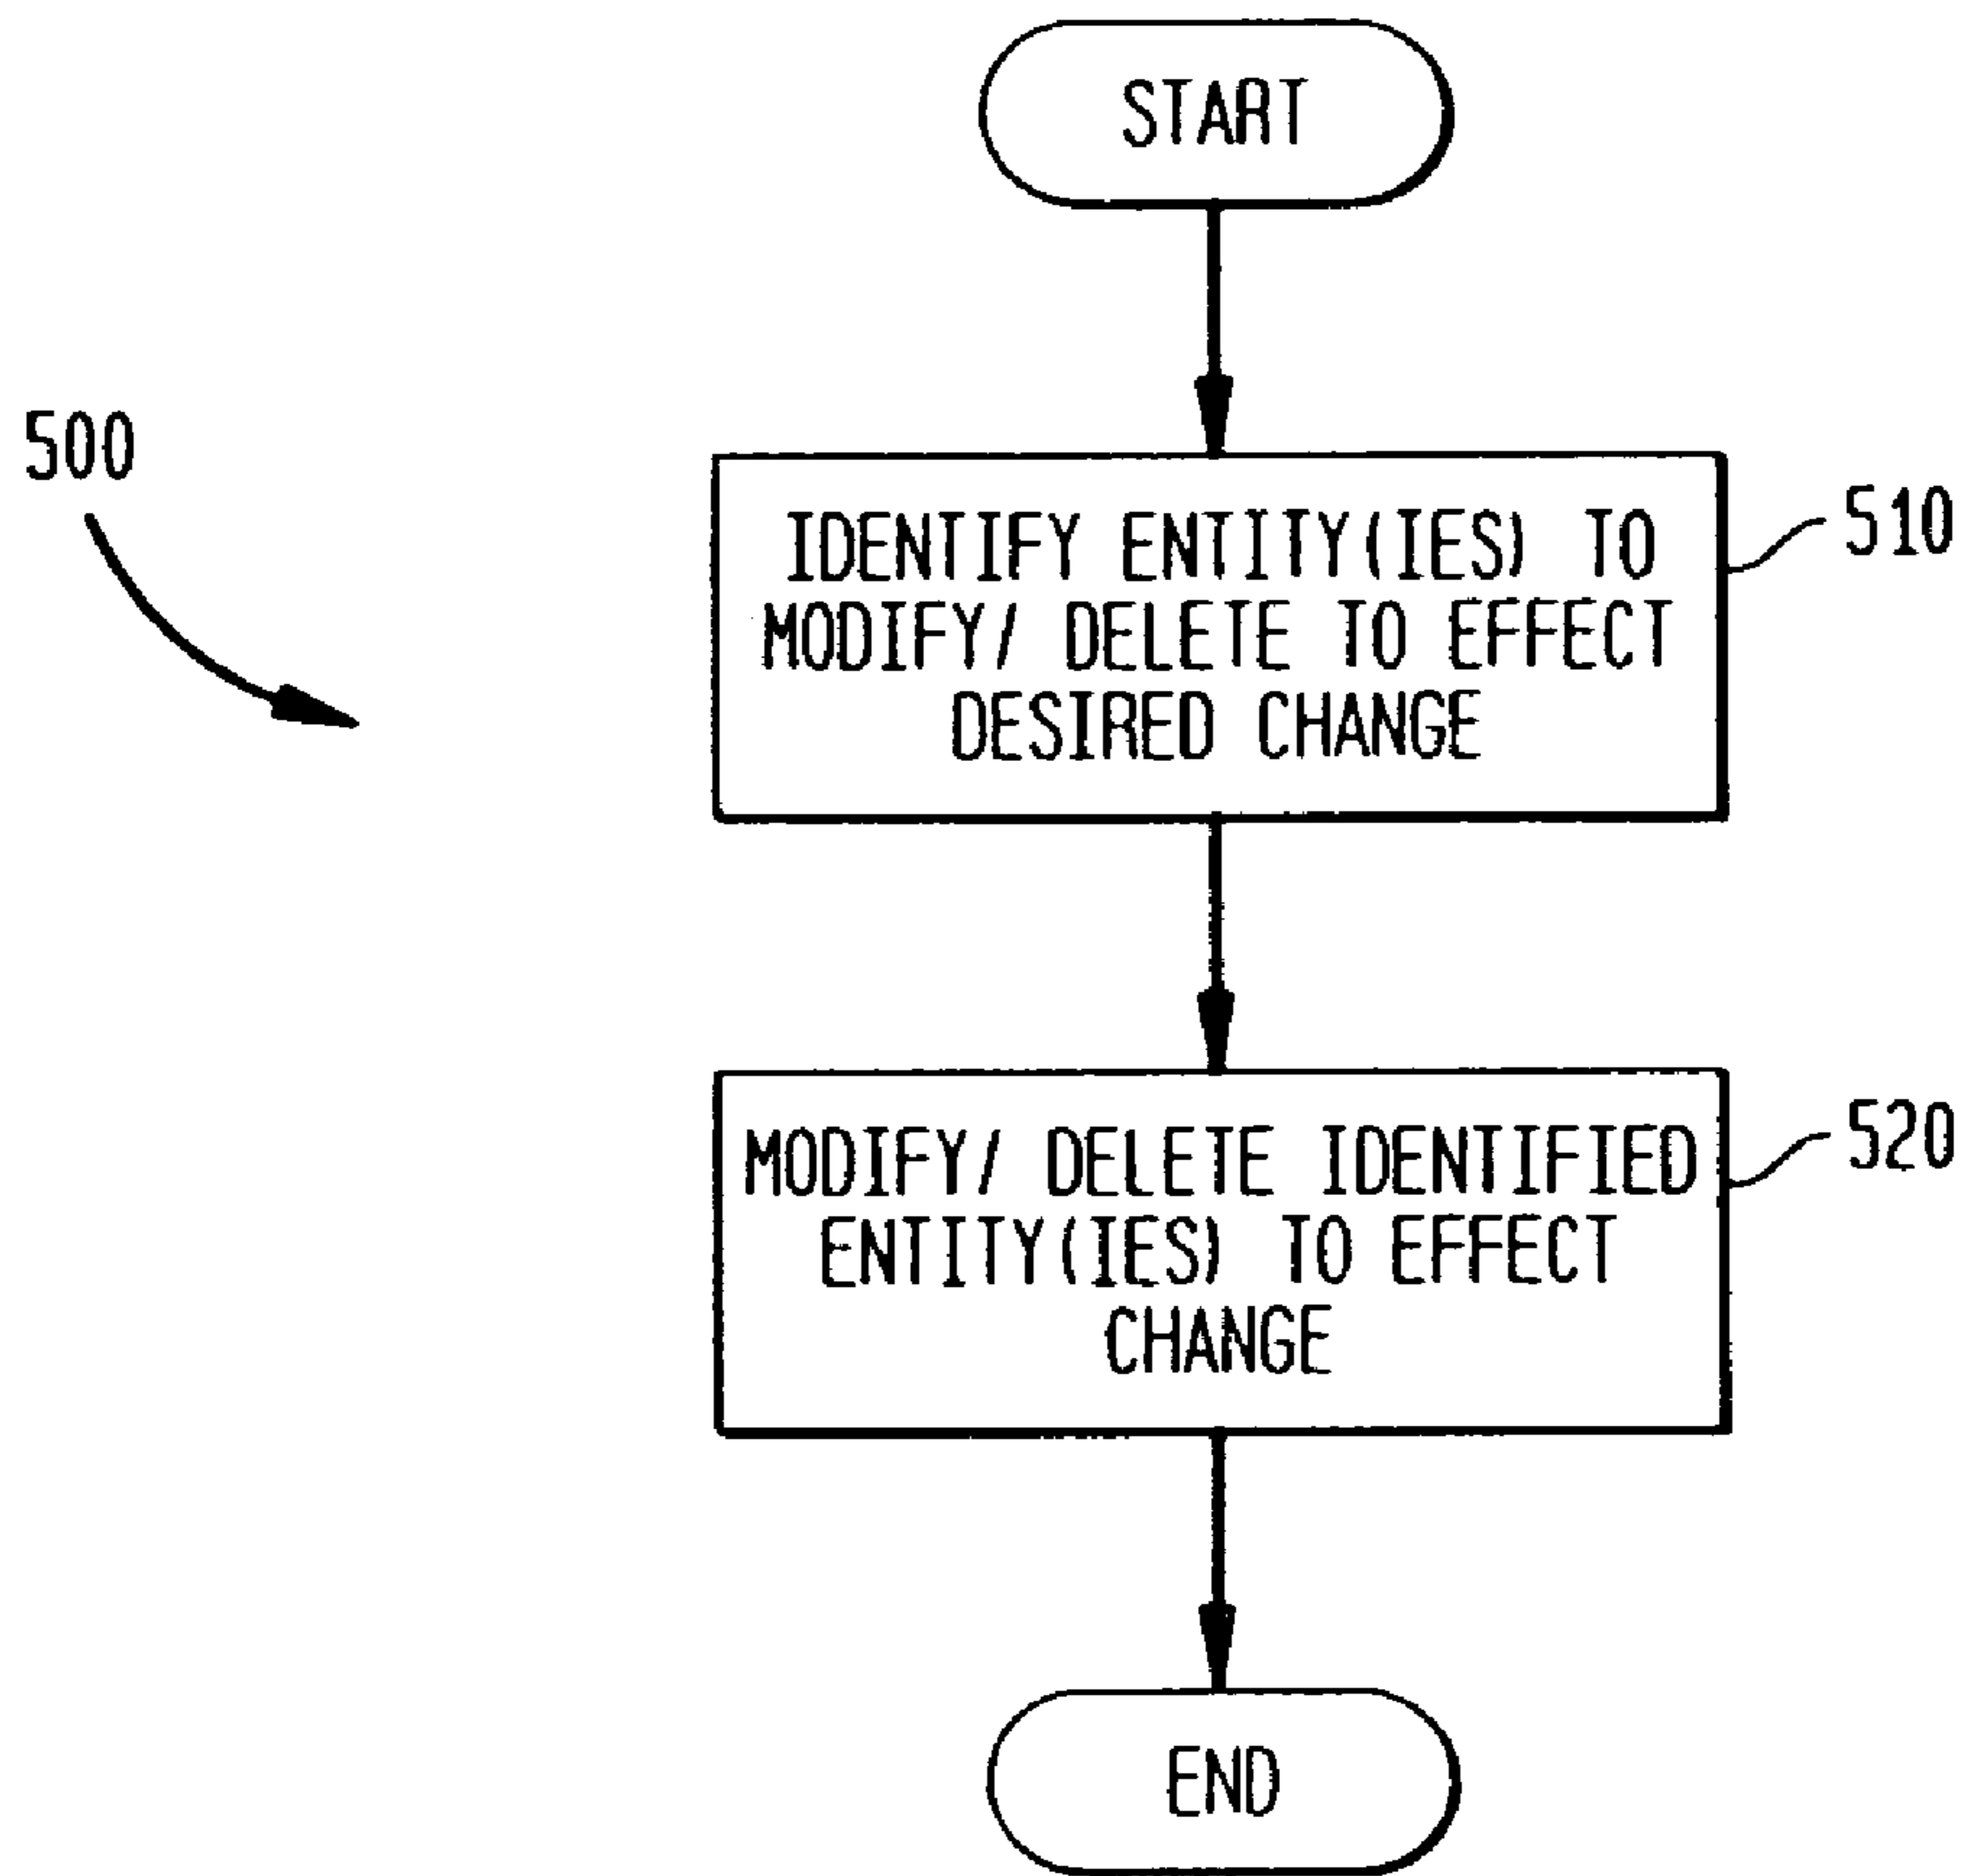 START
500
IDENTIFY ENTITY(IES) TO
MODIFY/ DELETE TO EFFECT
DESIRED CHANGE
510
MODIFY/ DELETE IDENTIFIED
ENTITY(IES) TO EFFECT
CHANGE
520
END